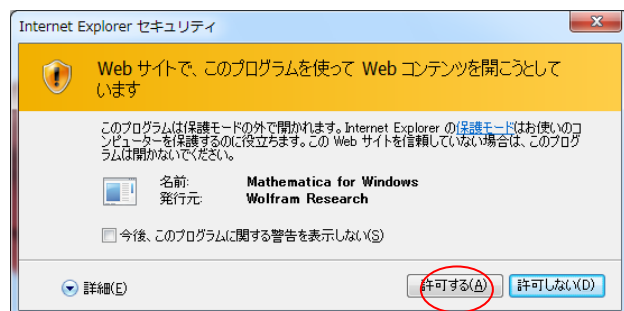 Internet Explorer セキュリティ
Web サイトで、このプログラムを使って Web コンテンツを開こうとして
います
このプログラムは保護モードの外で開かれます。Internet Explorer の保護モードはお使いのコ
ンピューターを保護するのに役立ちます。この Web サイトを信頼していない場合は、このプログ
ラムは開かないでください。
名前: Mathematica for Windows
発行元: Wolfram Research
今後、このプログラムに関する警告を表示しない(S)
詳細(E) 許可する(A) 許可しない(D)